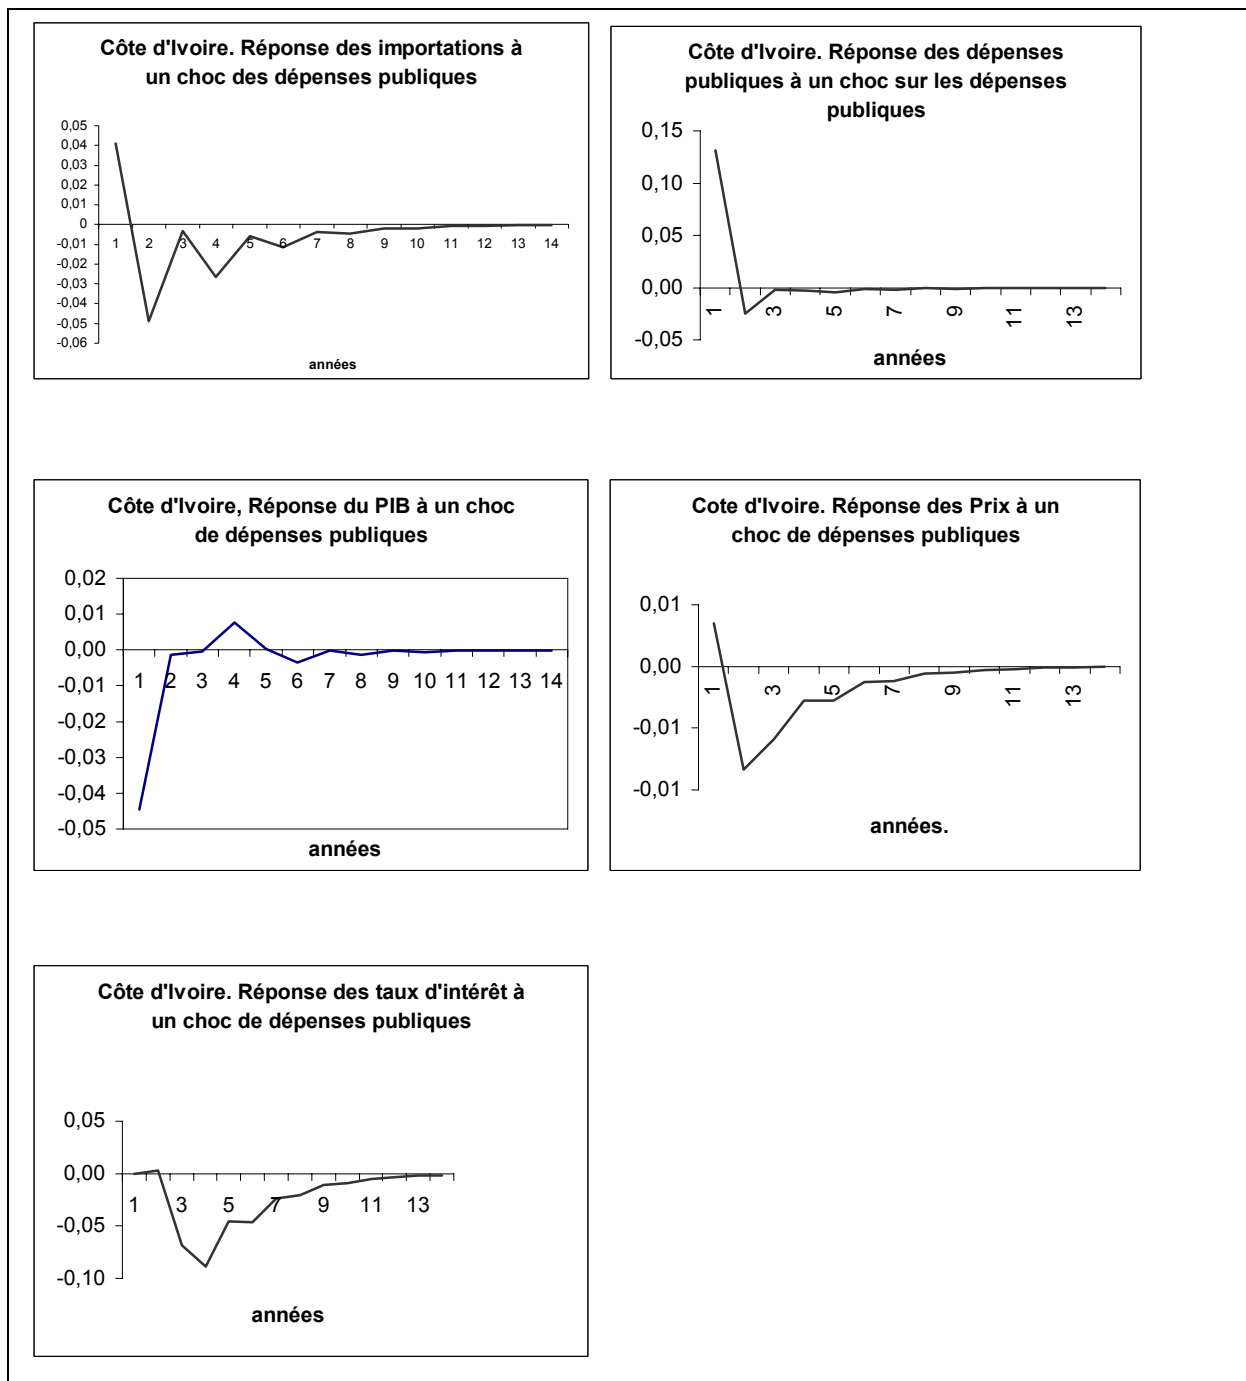 Côte d'Ivoire. Réponse des importations à
un choc des dépenses publiques
0,05
0,04
0,03
0,02
0,01
0
-0,01
-0,02
-0,03
-0,04
-0,05
-0,06
1 2 3 4 5 6 7 8 9 10 11 12 13 14
années
Côte d'Ivoire. Réponse des dépenses
publiques à un choc sur les dépenses
publiques
0,15
0,10
0,05
0,00
-0,05
1 3 5 7 9 11 13
années
Côte d'Ivoire, Réponse du PIB à un choc
de dépenses publiques
0,02
0,01
0,00
-0,01
-0,02
-0,03
-0,04
-0,05
1 2 3 4 5 6 7 8 9 10 11 12 13 14
années
Cote d'Ivoire. Réponse des Prix à un
choc de dépenses publiques
0,01
0,00
-0,01
-0,01
1 3 5 7 9 11 13
années.
Côte d'Ivoire. Réponse des taux d'intérêt à
un choc de dépenses publiques
0,05
0,00
-0,05
-0,10
1 3 5 7 9 11 13
années